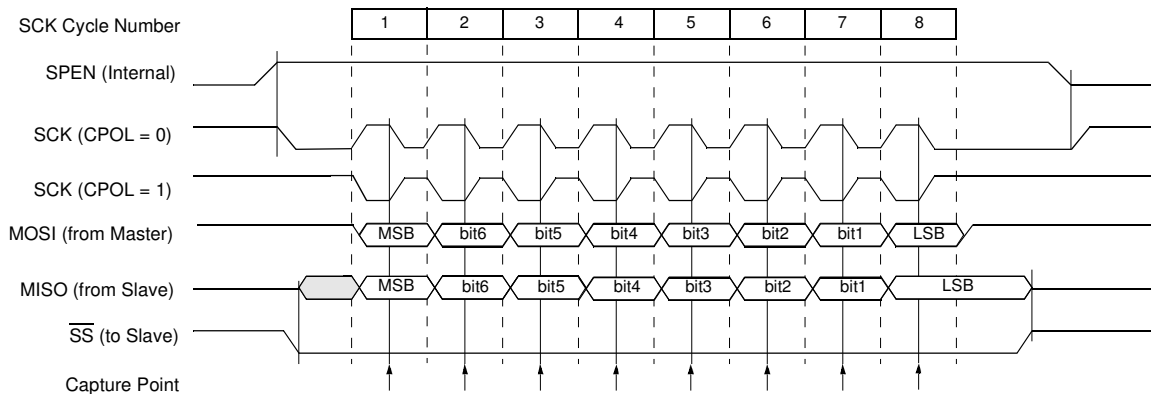 SCK Cycle Number 1 2 3 4 5 6 7 8
SPEN (Internal)
SCK (CPOL = 0)
SCK (CPOL = 1)
MOSI (from Master) MSB bit6 bit5 bit4 bit3 bit2 bit1 LSB
MISO (from Slave) MSB bit6 bit5 bit4 bit3 bit2 bit1 LSB
SS (to Slave)
Capture Point